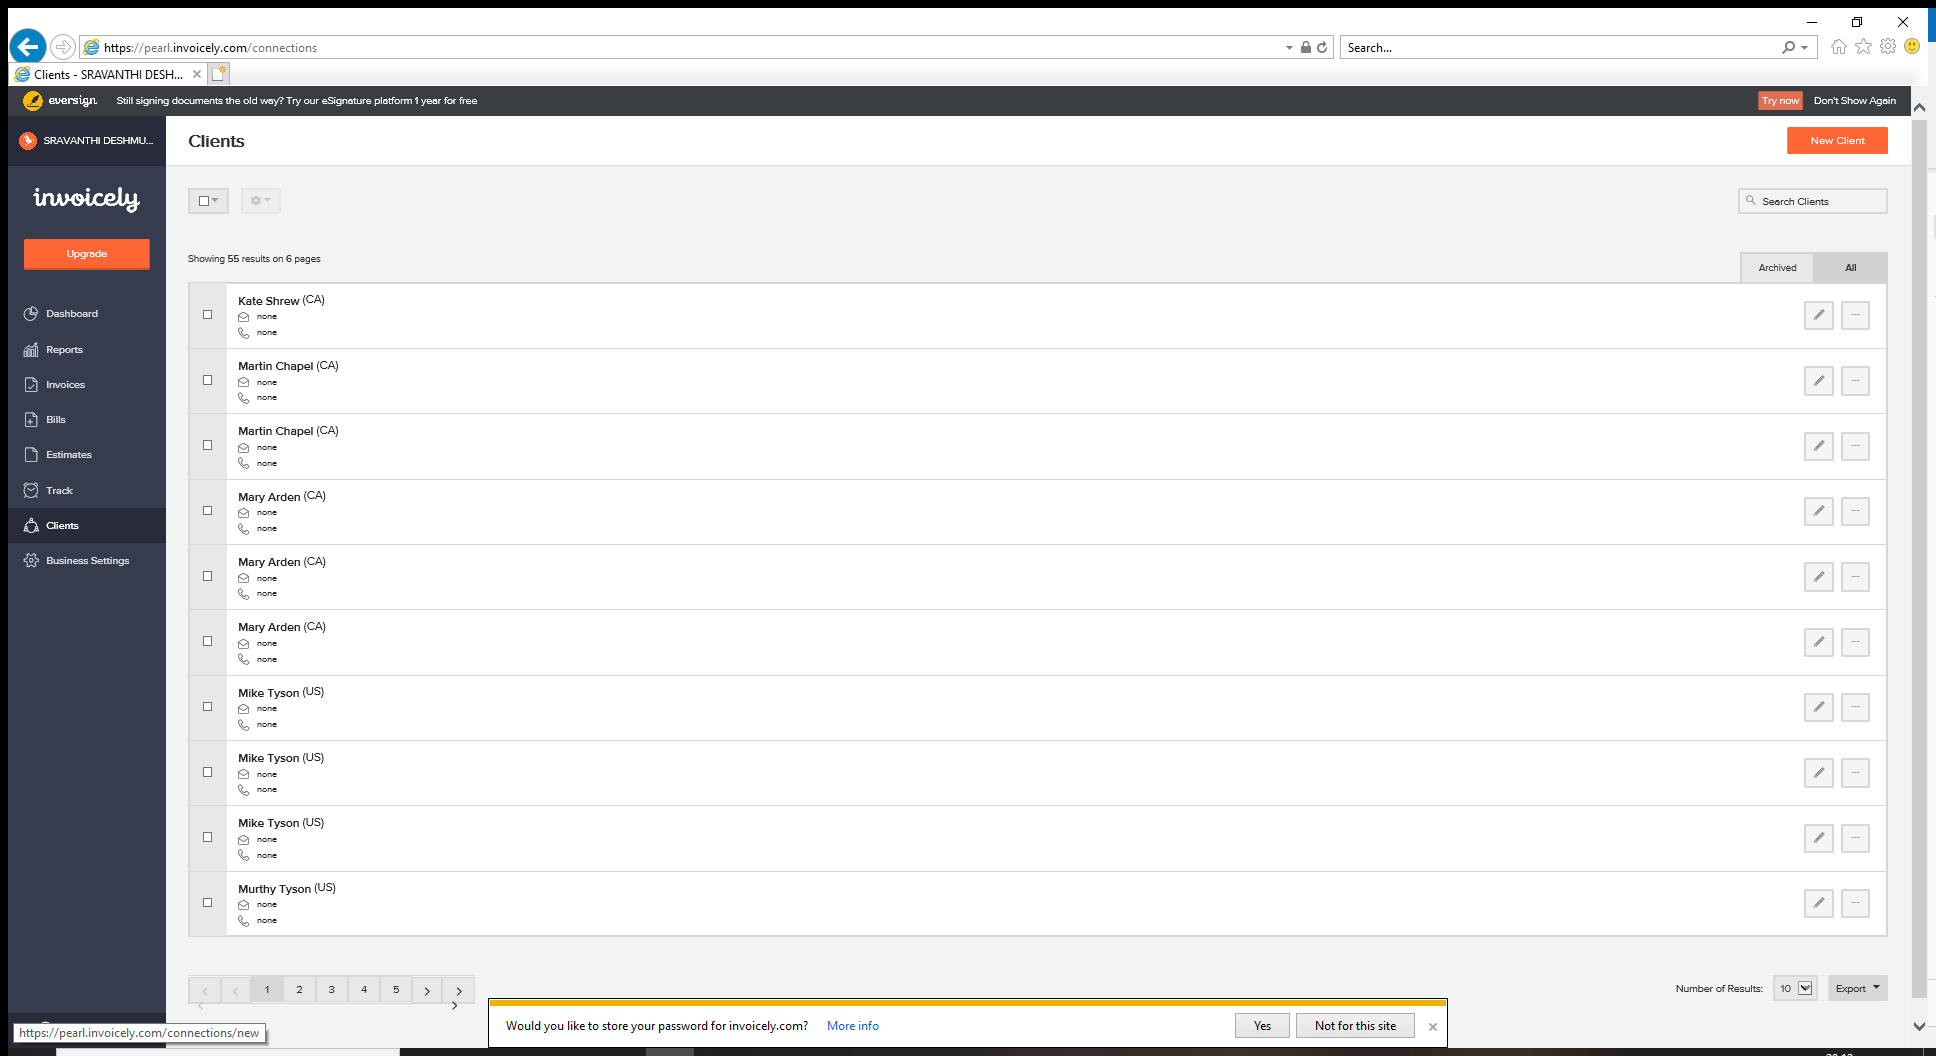 https://pearl.invoicely.com/connections
Search...
Clients - SRAVANTHI DESH...
eversign
Still signing documents the old way? Try our eSignature platform 1 year for free
Try now
Don't Show Again
SRAVANTHI DESHMU...
Clients
New Client
invoicely
Search Clients
Upgrade
Showing 55 results on 6 pages
Archived
All
Dashboard
Reports
Invoices
Bills
Estimates
Track
Clients
Business Settings
Kate Shrew (CA)
none
none
Martin Chapel (CA)
none
none
Martin Chapel (CA)
none
none
Mary Arden (CA)
none
none
Mary Arden (CA)
none
none
Mary Arden (CA)
none
none
Mike Tyson (US)
none
none
Mike Tyson (US)
none
none
Mike Tyson (US)
none
none
Murthy Tyson (US)
none
none
1 2 3 4 5
Number of Results: 10
Export
https://pearl.invoicely.com/connections/new
Would you like to store your password for invoicely.com? More info
Yes
Not for this site